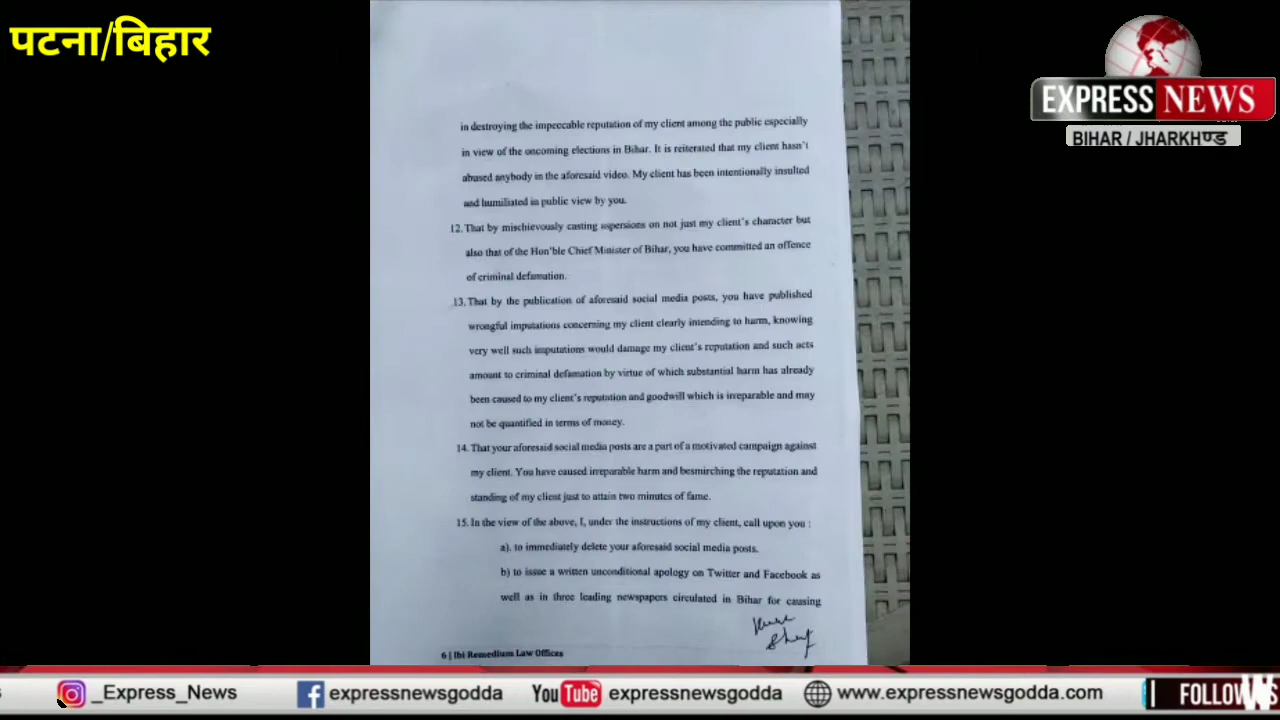 पटना/बिहार
EXPRESS NEWS
BIHAR / JHARKHण्ड
in destroying the impeccable reputation of my client among the public especially
in view of the oncoming elections in Bihar. It is reiterated that my client hasn't
abused anybody in the aforesaid video. My client has been intentionally insulted
and humiliated in public view by you.
12. That by mischievously casting aspersions on not just my client's character but
also that of the Hon'ble Chief Minister of Bihar, you have committed an offence
of criminal defamation.
13. That by the publication of aforesaid social media posts, you have published
wrongful imputations concerning my client clearly intending to harm, knowing
very well such imputations would damage my client's reputation and such acts
amount to criminal defamation by virtue of which substantial harm has already
been caused to my client's reputation and goodwill which is irreparable and may
not be quantified in terms of money.
14. That your aforesaid social media posts are a part of a motivated campaign against
my client. You have caused irreparable harm and besmirching the reputation and
standing of my client just to attain two minutes of fame.
15. In the view of the above, I, under the instructions of my client, call upon you :
a). to immediately delete your aforesaid social media posts.
b) to issue a written unconditional apology on Twitter and Facebook as
well as in three leading newspapers circulated in Bihar for causing
6 | Ibi Remedium Law Offices
_Express_News expressnewsgodda YouTube expressnewsgodda www.expressnewsgodda.com FOLLOW